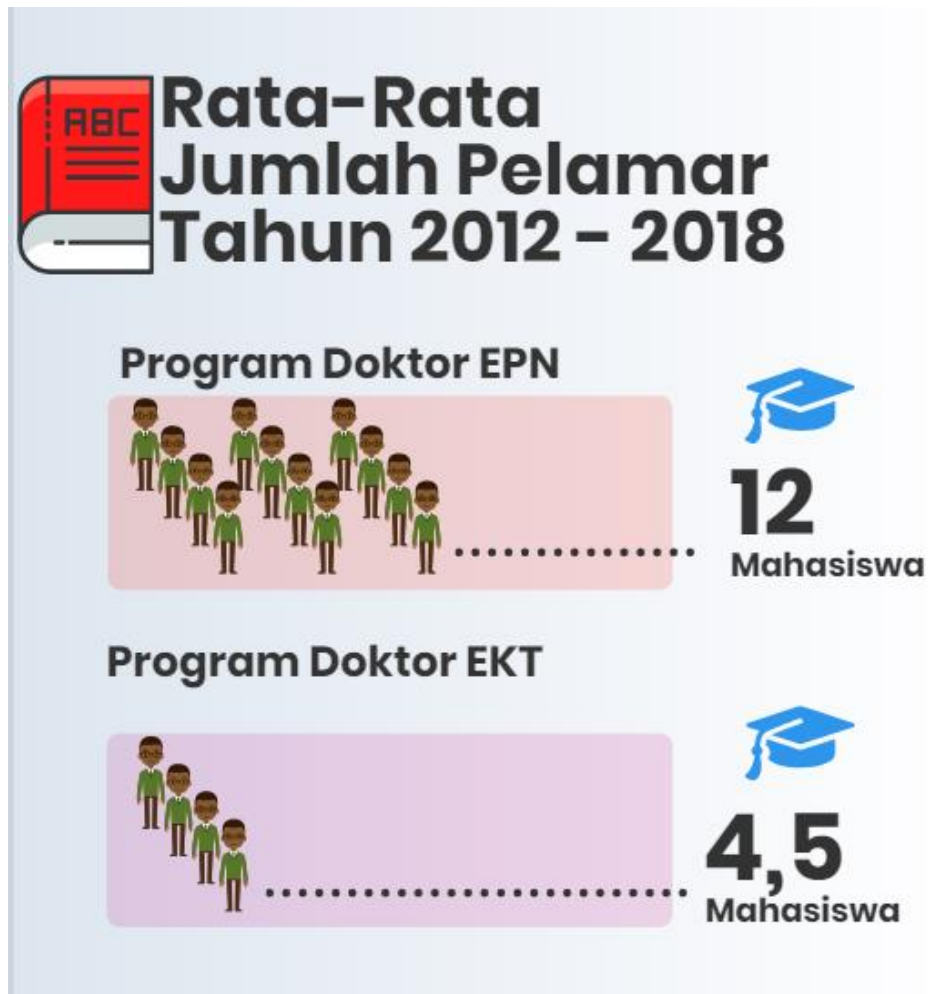 ABC
Rata-Rata
Jumlah Pelamar
Tahun 2012 - 2018
Program Doktor EPN
12
Mahasiswa
Program Doktor EKT
4,5
Mahasiswa